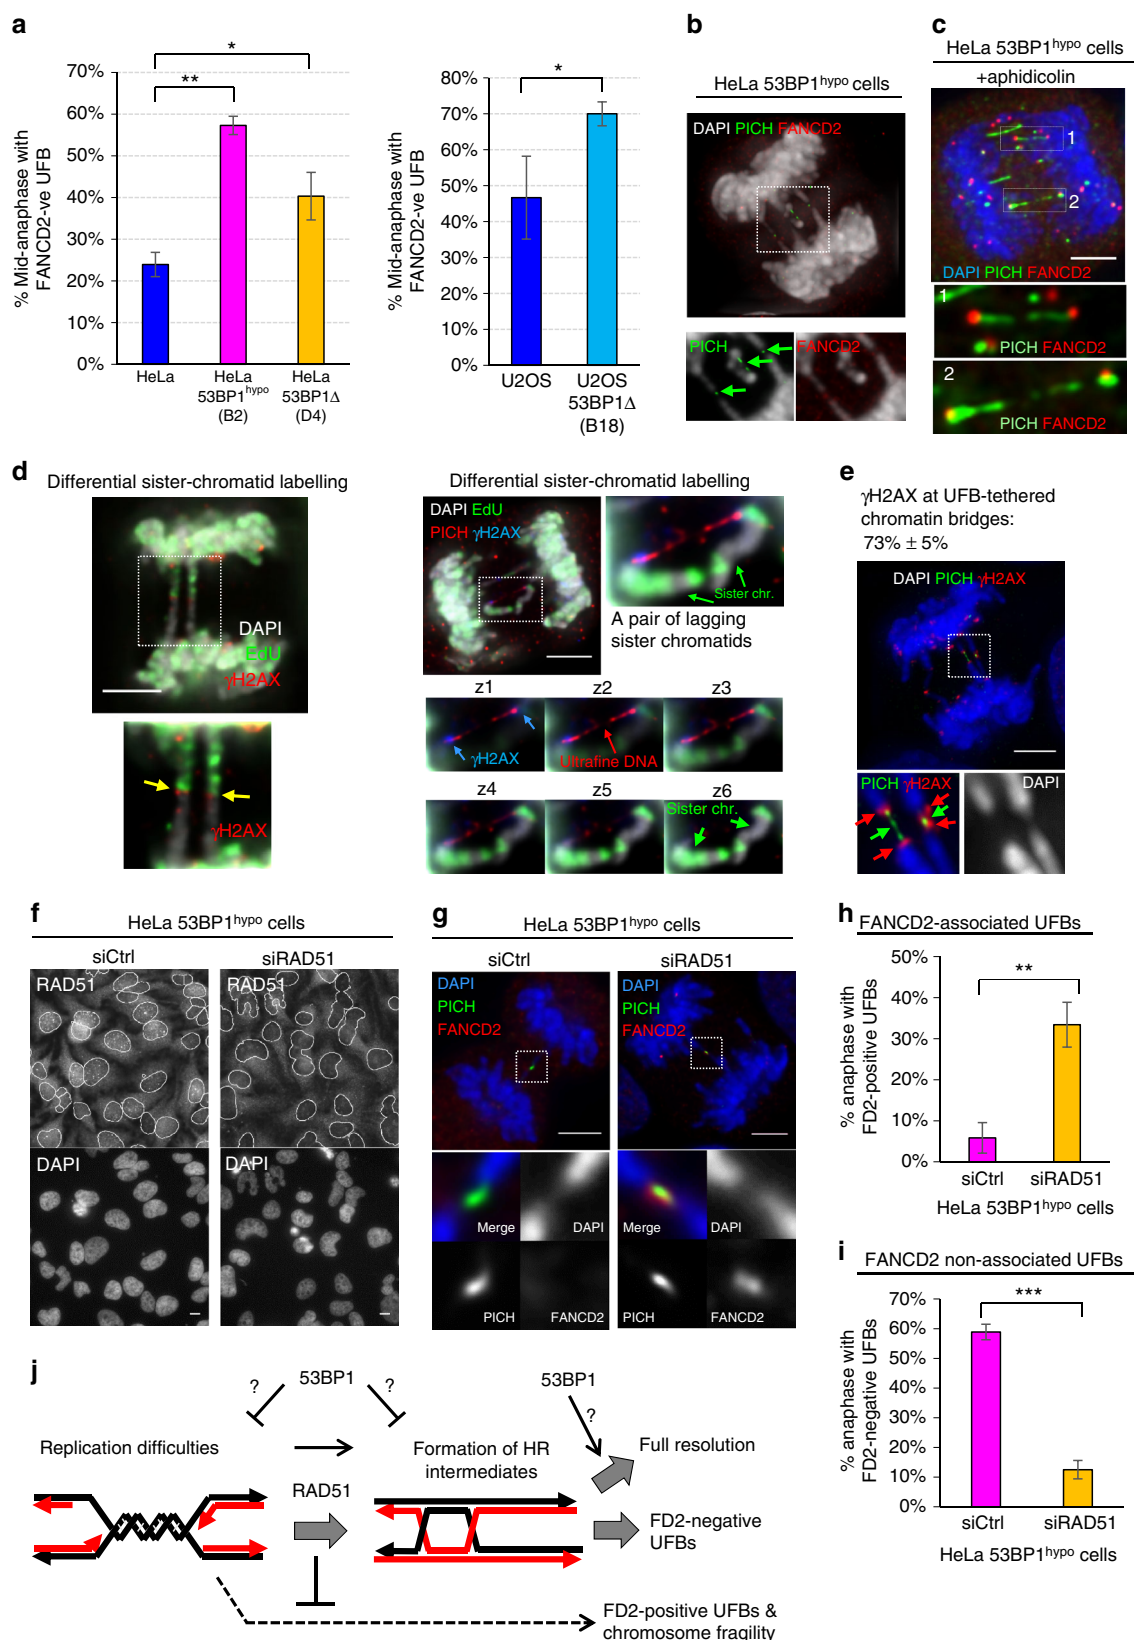 a
% Mid-anaphase with
FANCD2-ve UFB
70%
60%
50%
40%
30%
20%
10%
0%
*
**
HeLa
HeLa
53BP1hypo
(B2)
HeLa
53BP1Δ
(D4)
% Mid-anaphase with
FANCD2-ve UFB
80%
70%
60%
50%
40%
30%
20%
10%
0%
*
U2OS
U2OS
53BP1Δ
(B18)
b
HeLa 53BP1hypo cells
DAPI PICH FANCD2
PICH
FANCD2
c
HeLa 53BP1hypo cells
+aphidicolin
1
2
DAPI PICH FANCD2
1
PICH FANCD2
2
PICH FANCD2
d
Differential sister-chromatid labelling
DAPI
EdU
γH2AX
γH2AX
Differential sister-chromatid labelling
DAPI EdU
PICH γH2AX
Sister chr.
A pair of lagging
sister chromatids
z1
z2
z3
γH2AX
Ultrafine DNA
z4
z5
z6
Sister chr.
e
γH2AX at UFB-tethered
chromatin bridges:
73% ± 5%
DAPI PICH γH2AX
PICH γH2AX
DAPI
f
HeLa 53BP1hypo cells
siCtrl
siRAD51
RAD51
RAD51
DAPI
DAPI
g
HeLa 53BP1hypo cells
siCtrl
siRAD51
DAPI
PICH
FANCD2
DAPI
PICH
FANCD2
Merge
DAPI
Merge
DAPI
PICH
FANCD2
PICH
FANCD2
h
FANCD2-associated UFBs
% anaphase with
FD2-positive UFBs
50%
40%
30%
20%
10%
0%
**
siCtrl
siRAD51
HeLa 53BP1hypo cells
i
FANCD2 non-associated UFBs
% anaphase with
FD2-negative UFBs
70%
60%
50%
40%
30%
20%
10%
0%
***
siCtrl
siRAD51
HeLa 53BP1hypo cells
j
?
53BP1
?
53BP1
?
Replication difficulties
Formation of HR
intermediates
Full resolution
RAD51
FD2-negative
UFBs
FD2-positive UFBs &
chromosome fragility